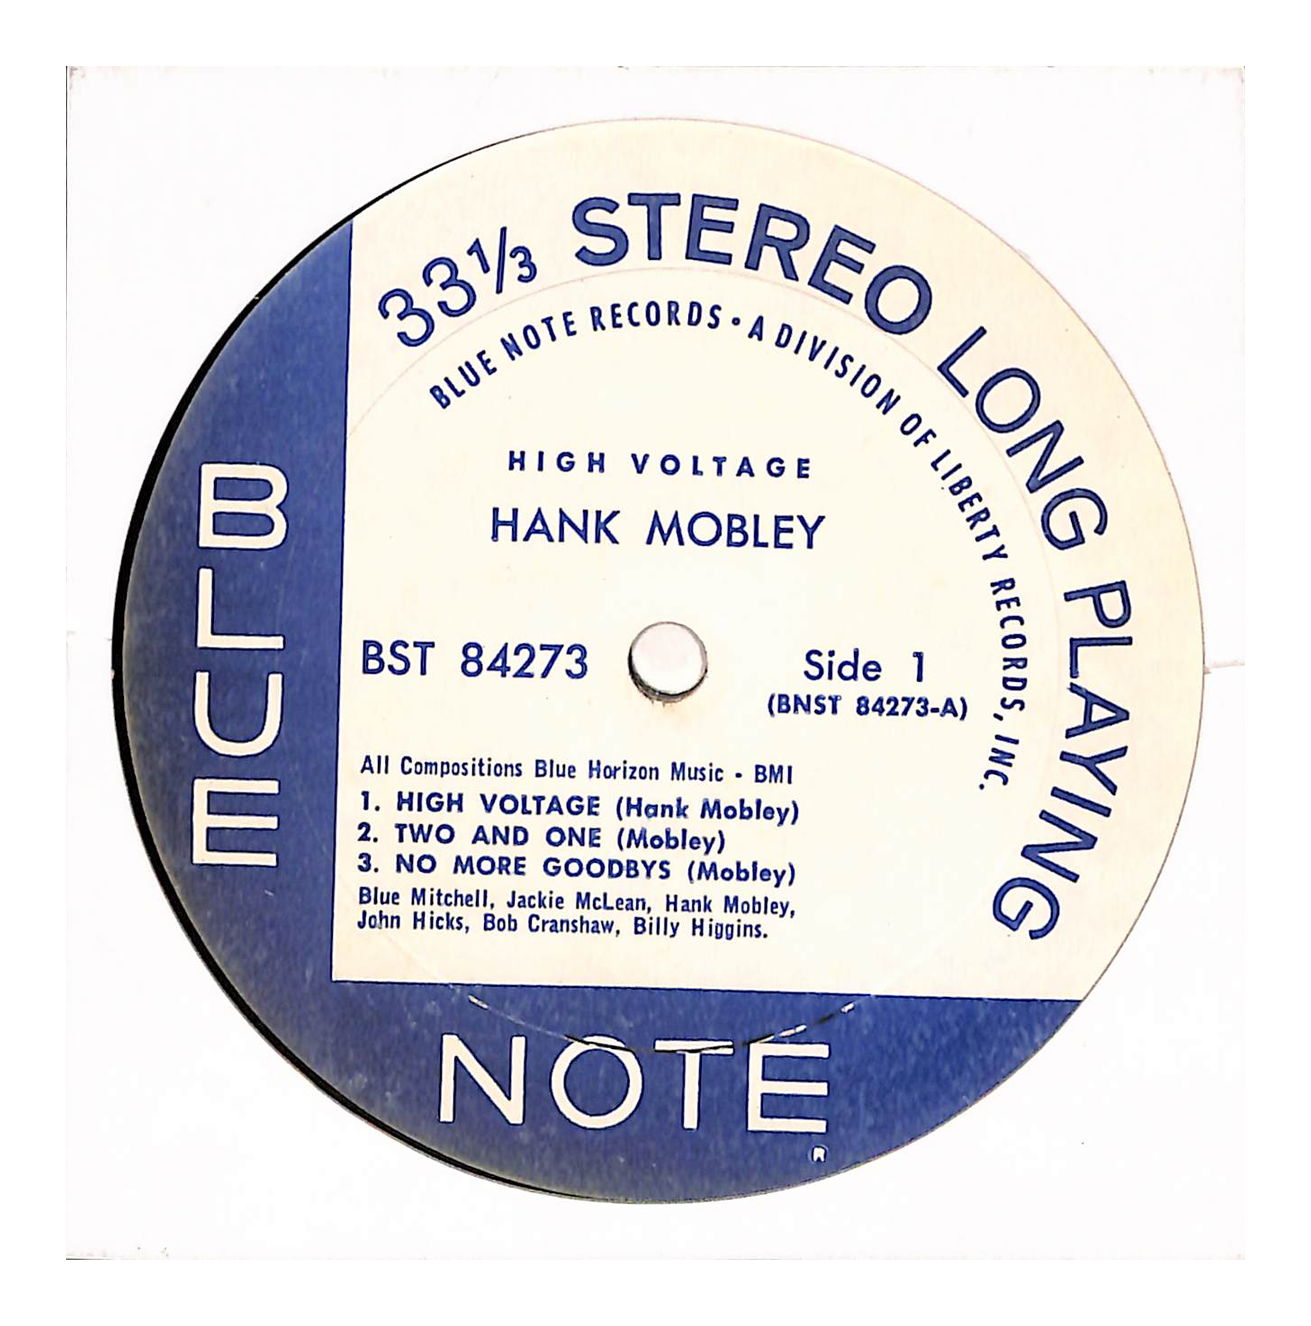 33⅓ STEREO LONG PLAYING
BLUE NOTE RECORDS • A DIVISION OF LIBERTY RECORDS, INC.
HIGH VOLTAGE
HANK MOBLEY
BST 84273
Side 1
(BNST 84273-A)
All Compositions Blue Horizon Music - BMI
1. HIGH VOLTAGE (Hank Mobley)
2. TWO AND ONE (Mobley)
3. NO MORE GOODBYS (Mobley)
Blue Mitchell, Jackie McLean, Hank Mobley,
John Hicks, Bob Cranshaw, Billy Higgins.
BLUE
NOTE
®